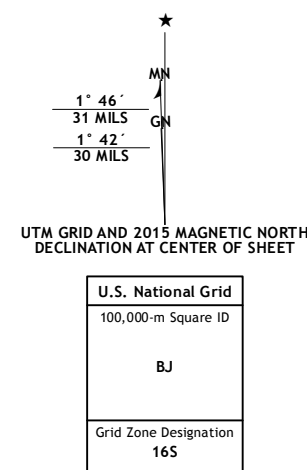 ★
MN
1° 46´
31 MILS
GN
1° 42´
30 MILS
UTM GRID AND 2015 MAGNETIC NORTH
DECLINATION AT CENTER OF SHEET
U.S. National Grid
100,000-m Square ID
BJ
Grid Zone Designation
16S